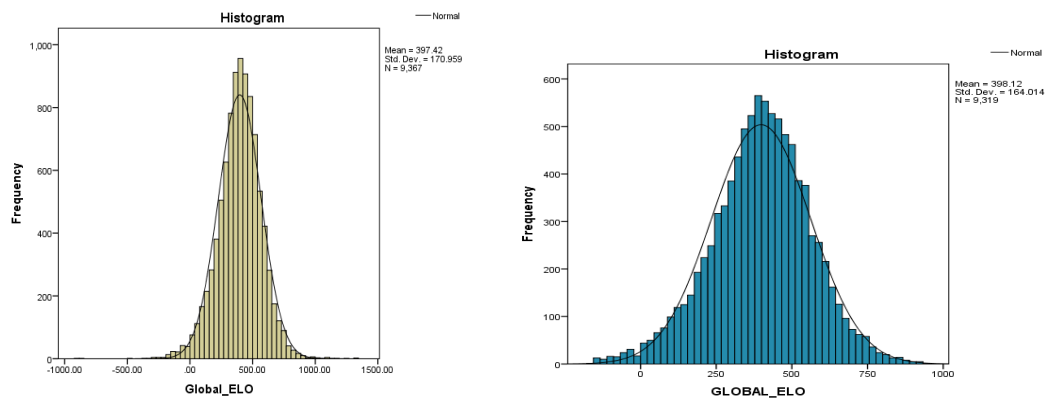 Histogram
Normal
Mean = 397.42
Std. Dev. = 170.959
N = 9,367
1,000
800
600
400
200
0
Frequency
-1000.00 -500.00 .00 500.00 1000.00 1500.00
Global_ELO
Histogram
Normal
Mean = 398.12
Std. Dev. = 164.014
N = 9,319
600
500
400
300
200
100
0
Frequency
0 250 500 750 1000
GLOBAL_ELO